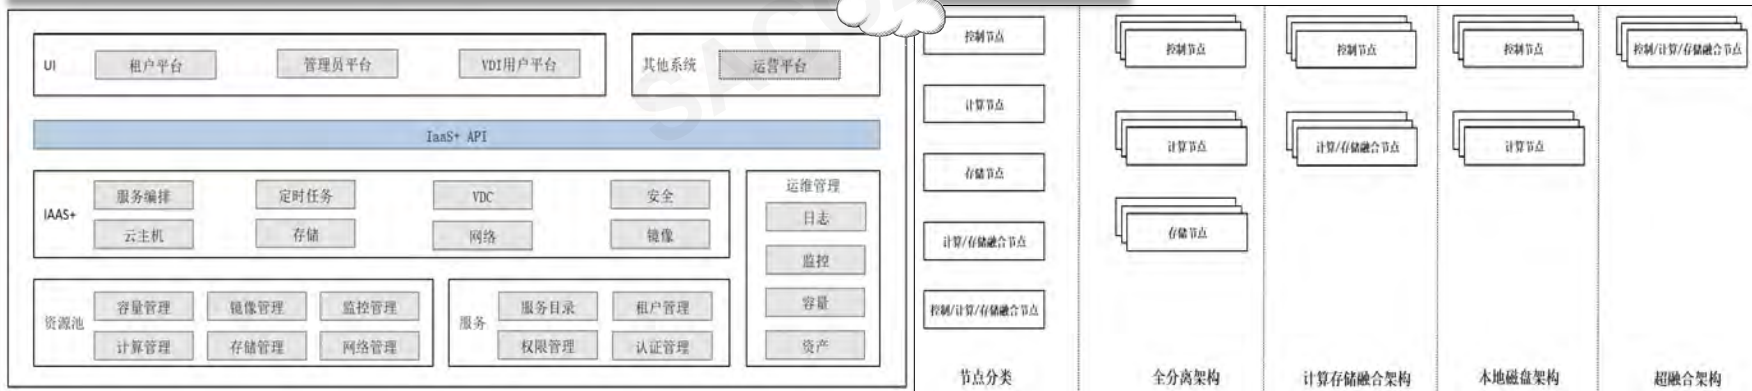 UI
租户平台
管理员平台
VDI用户平台
其他系统
运营平台
IaaS+ API
IAAS+
服务编排
定时任务
VDC
安全
云主机
存储
网络
镜像
运维管理
日志
监控
容量
资产
资源池
容量管理
镜像管理
监控管理
计算管理
存储管理
网络管理
服务
服务目录
租户管理
权限管理
认证管理
控制节点
计算节点
存储节点
计算/存储融合节点
控制/计算/存储融合节点
节点分类
控制节点
计算节点
存储节点
全分离架构
控制节点
计算/存储融合节点
计算存储融合架构
控制节点
计算节点
本地磁盘架构
控制/计算/存储融合节点
超融合架构